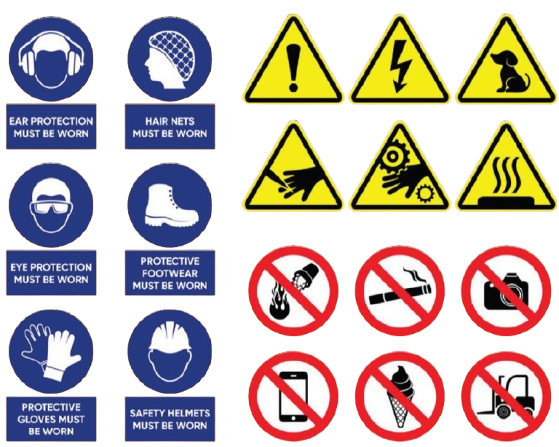 EAR PROTECTION
MUST BE WORN
HAIR NETS
MUST BE WORN
EYE PROTECTION
MUST BE WORN
PROTECTIVE
FOOTWEAR
MUST BE WORN
PROTECTIVE
GLOVES MUST
BE WORN
SAFETY HELMETS
MUST BE WORN